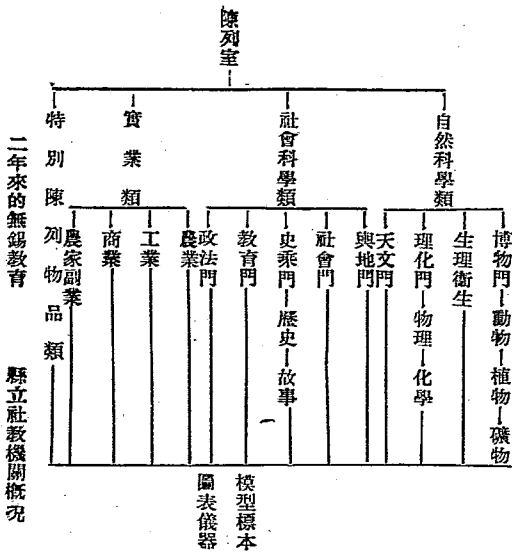 陳列室
自然科學類
博物門—動物—植物—礦物
生理衞生
理化門—物理—化學
天文門
社會科學類
輿地門
社會門
史乘門—歷史—故事
教育門
政法門
實業類
農業
工業
商業
農家副業
特別陳列物品類
模型標本
圖表儀器
二年來的無錫教育
縣立社教機關概况